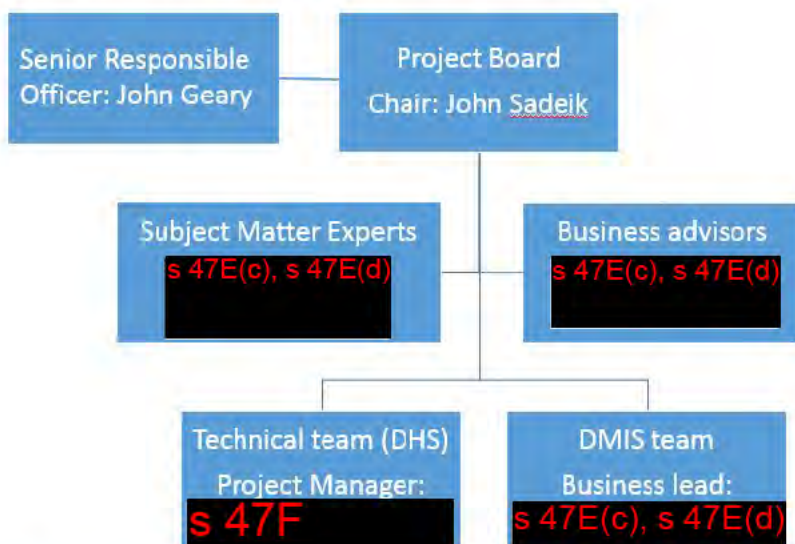 Senior Responsible
Officer: John Geary
Project Board
Chair: John Sadeik
Subject Matter Experts
s 47E(c), s 47E(d)
Business advisors
s 47E(c), s 47E(d)
Technical team (DHS)
Project Manager:
s 47F
DMIS team
Business lead:
s 47E(c), s 47E(d)